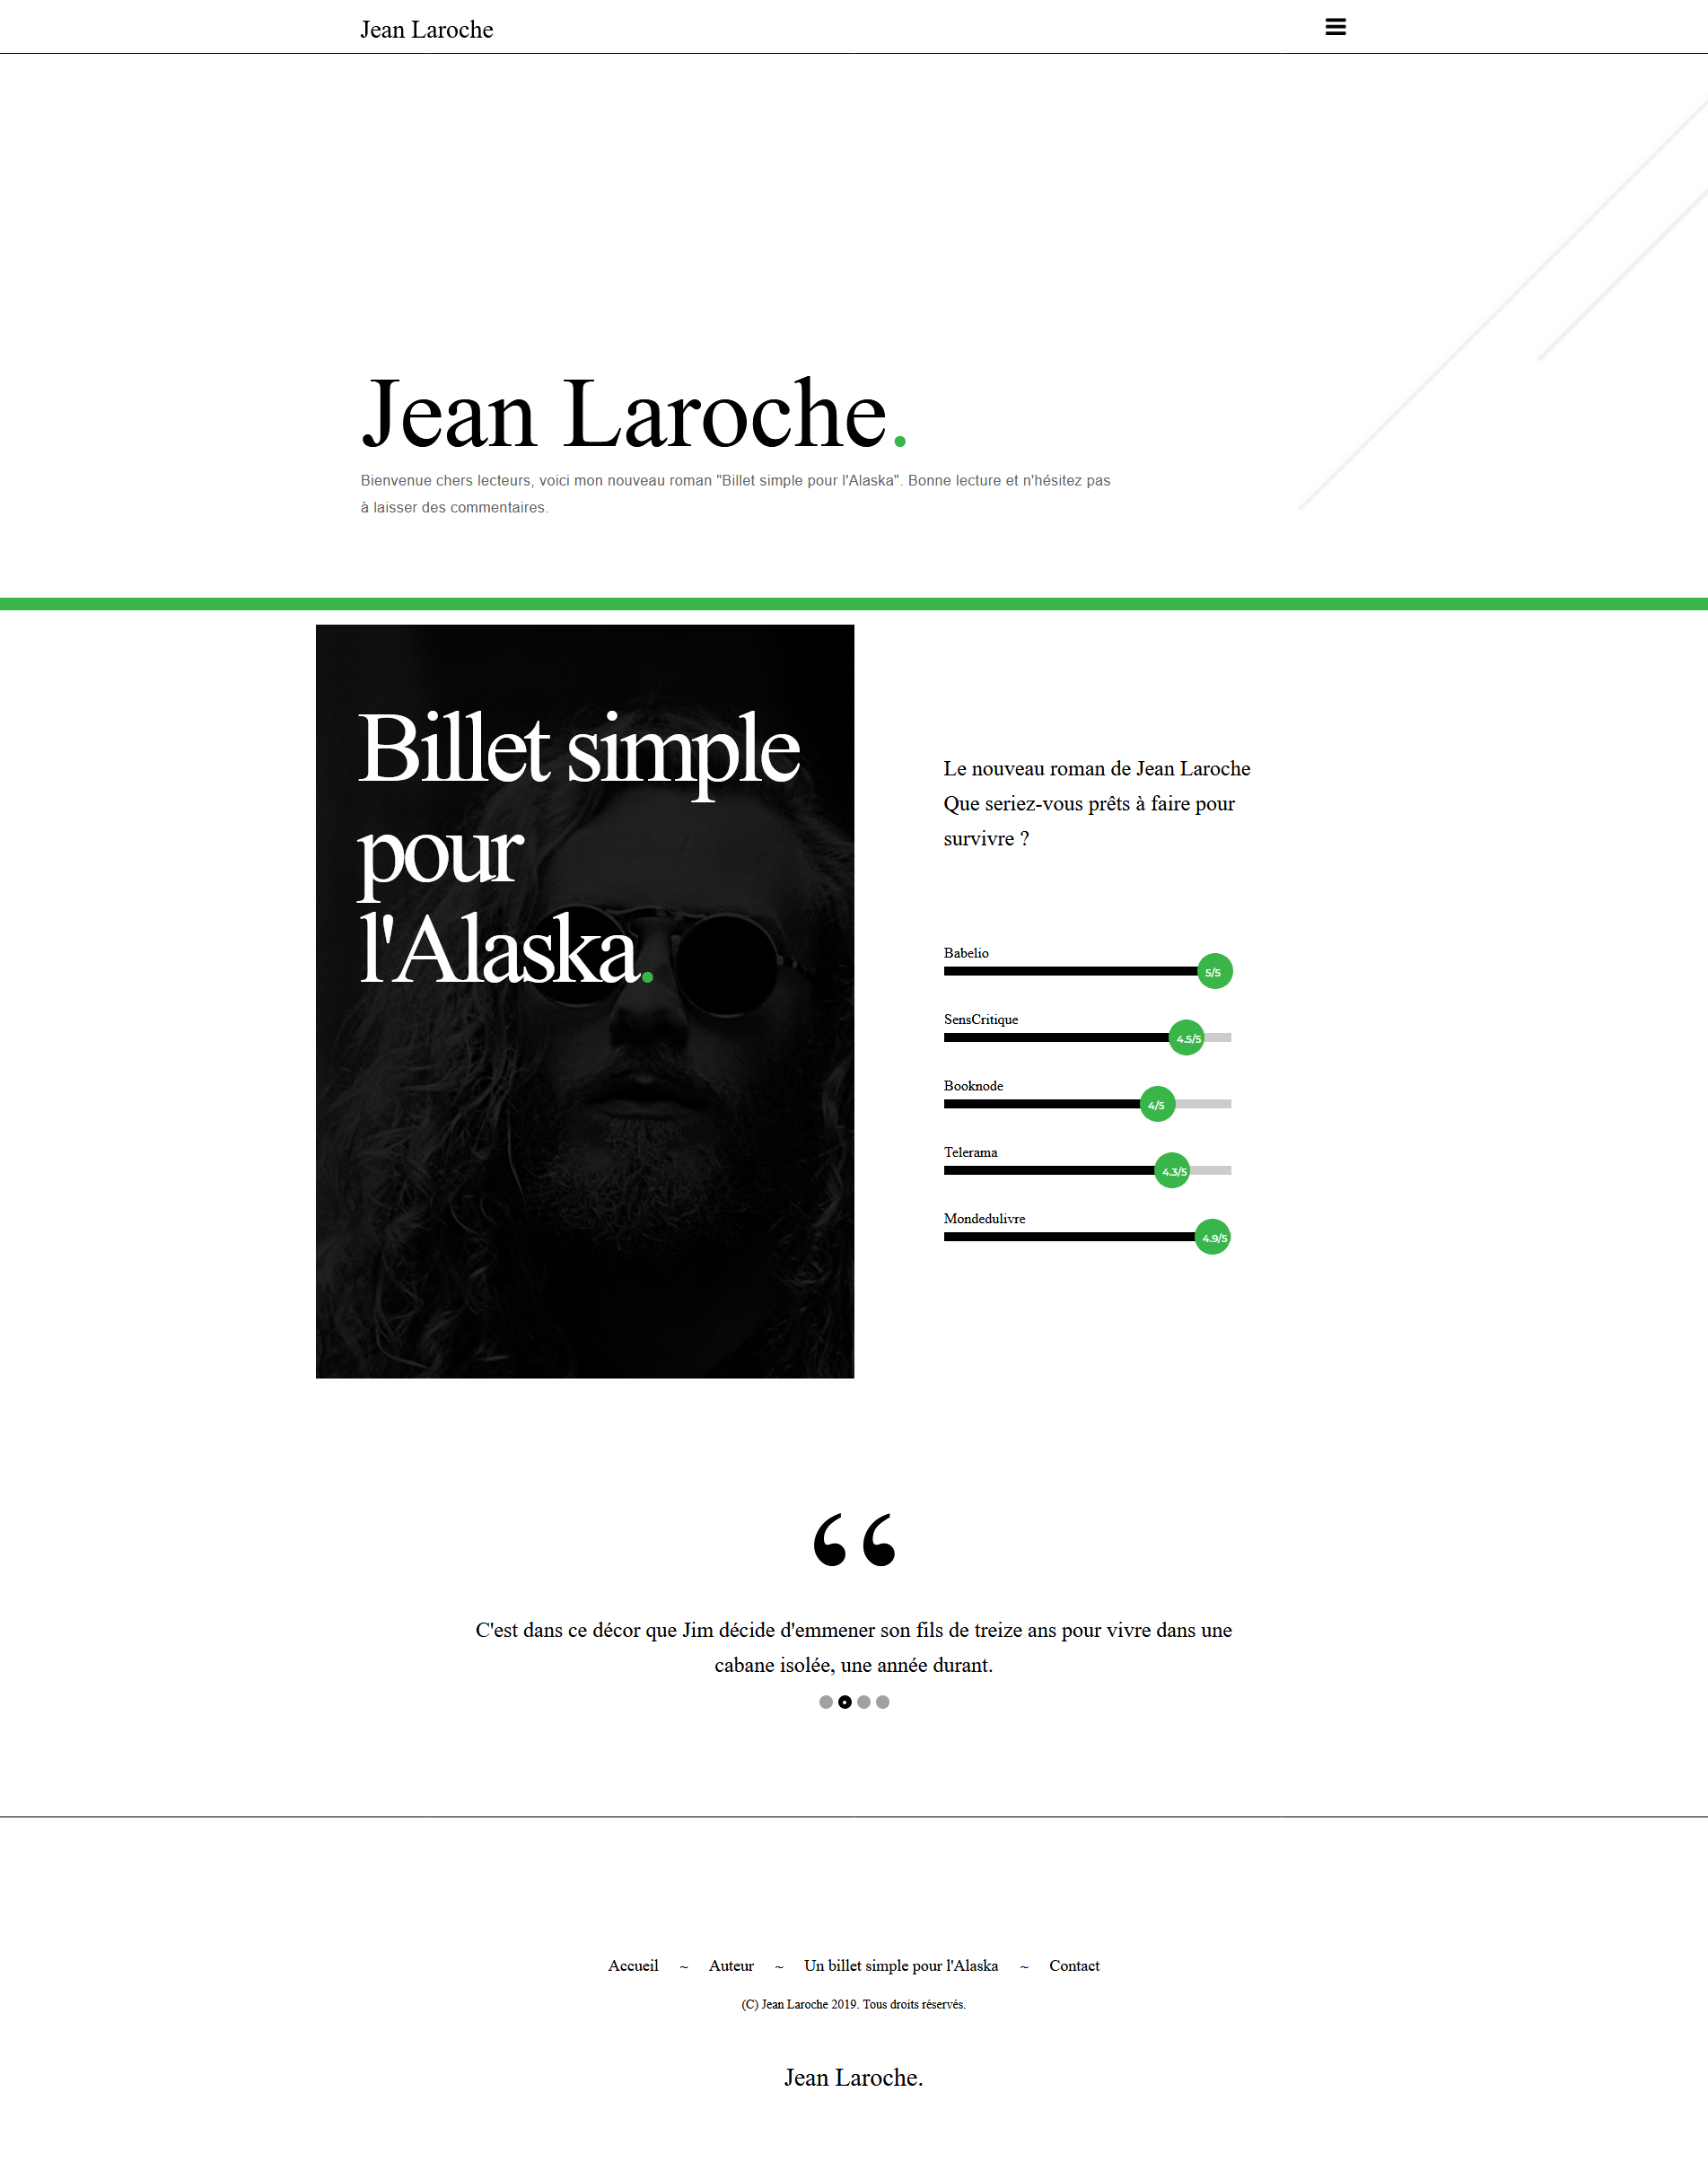 Jean Laroche
Jean Laroche.
Bienvenue chers lecteurs, voici mon nouveau roman "Billet simple pour l'Alaska". Bonne lecture et n'hésitez pas
à laisser des commentaires.
Billet simple
pour
l'Alaska.
Le nouveau roman de Jean Laroche
Que seriez-vous prêts à faire pour
survivre ?
Babelio
5/5
SensCritique
4.5/5
Booknode
4/5
Telerama
4.3/5
Mondedulivre
4.9/5
“
C'est dans ce décor que Jim décide d'emmener son fils de treize ans pour vivre dans une
cabane isolée, une année durant.
Accueil ~ Auteur ~ Un billet simple pour l'Alaska ~ Contact
(C) Jean Laroche 2019. Tous droits réservés.
Jean Laroche.